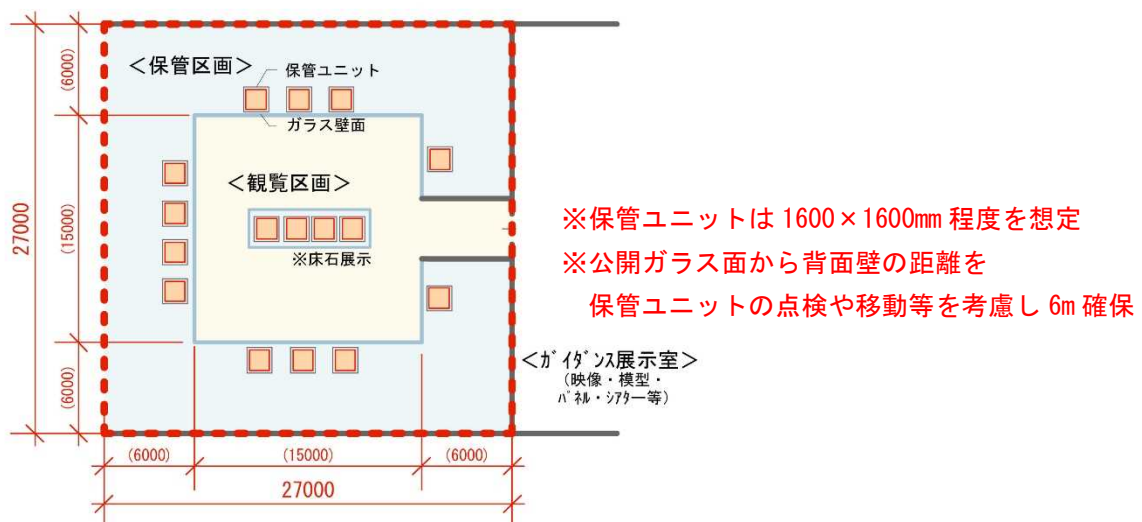 ＜保管区画＞
保管ユニット
ガラス壁面
＜観覧区画＞
※床石展示
(6000)
(15000)
(6000)
27000
(6000)
(15000)
(6000)
27000
＜ｶﾞｲﾀﾞﾝｽ展示室＞
（映像・模型・
ﾊﾟﾈﾙ・ｼｱﾀｰ等）
※保管ユニットは1600×1600mm 程度を想定
※公開ガラス面から背面壁の距離を
保管ユニットの点検や移動等を考慮し 6m 確保